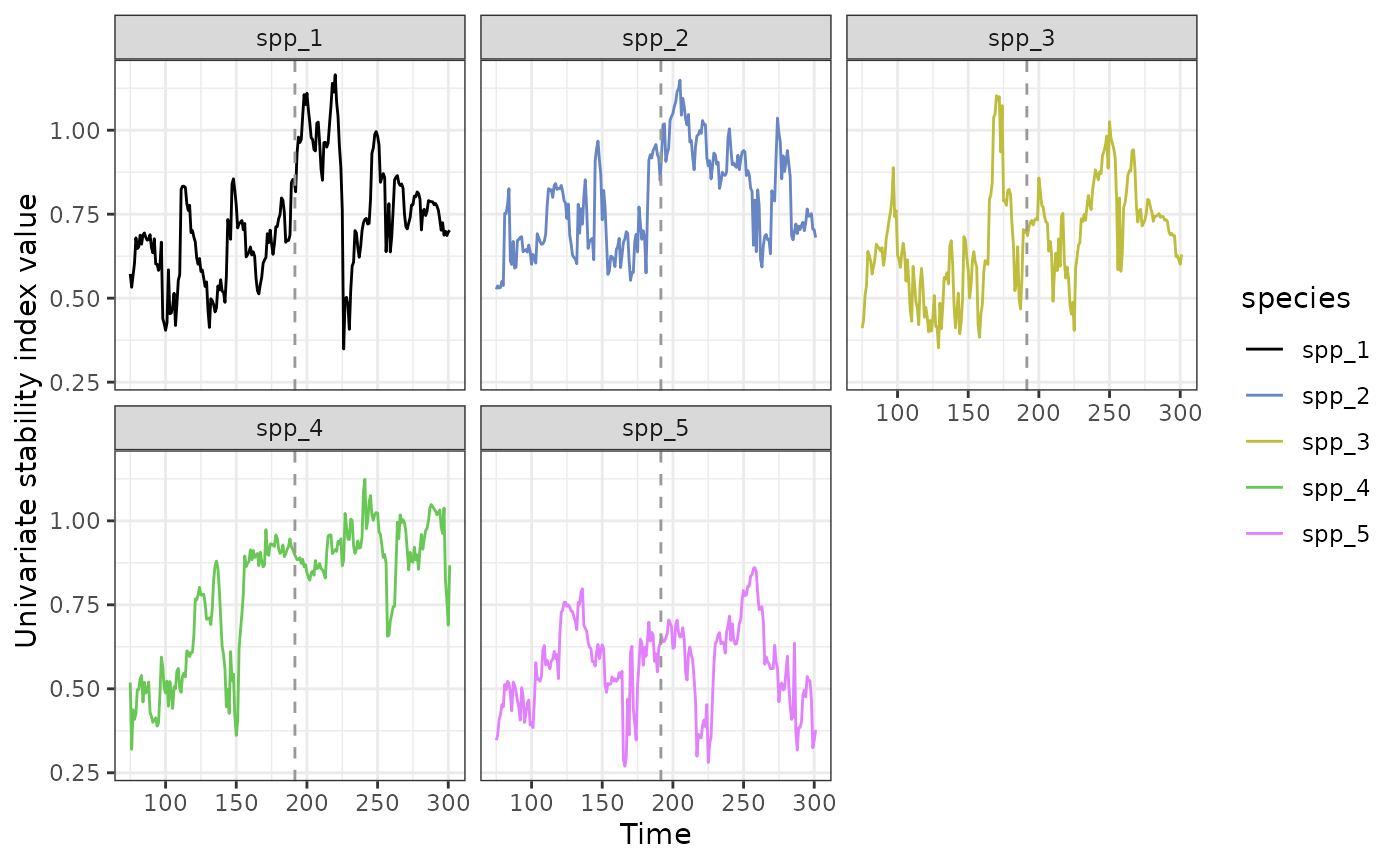 spp_1 spp_2 spp_3
1.00
0.75
0.50
0.25
100 150 200 250 300
spp_4 spp_5
1.00
0.75
0.50
0.25
100 150 200 250 300 100 150 200 250 300
Time
Univariate stability index value
species
spp_1
spp_2
spp_3
spp_4
spp_5